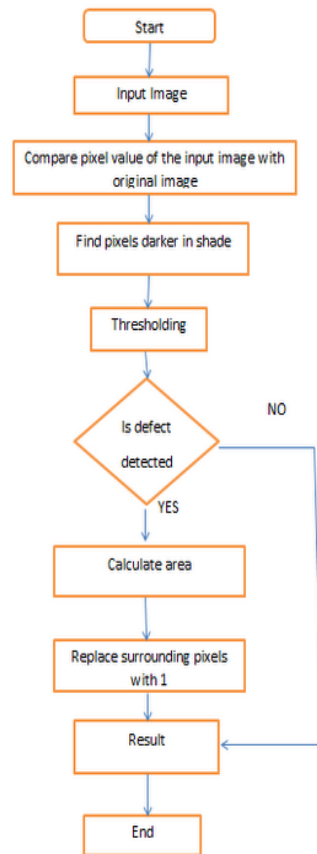 Start
Input Image
Compare pixel value of the input image with
original image
Find pixels darker in shade
Thresholding
NO
Is defect
detected
YES
Calculate area
Replace surrounding pixels
with 1
Result
End